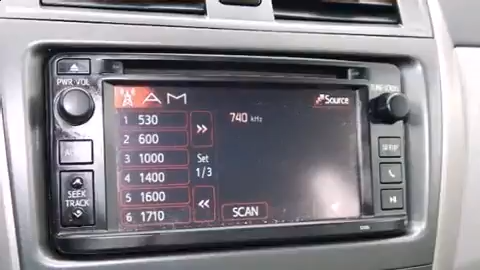 PWR·VOL
AM
Source
1 530
2 600
3 1000
4 1400
5 1600
6 1710
740 kHz
Set
1/3
SCAN
SEEK
TRACK
SETUP